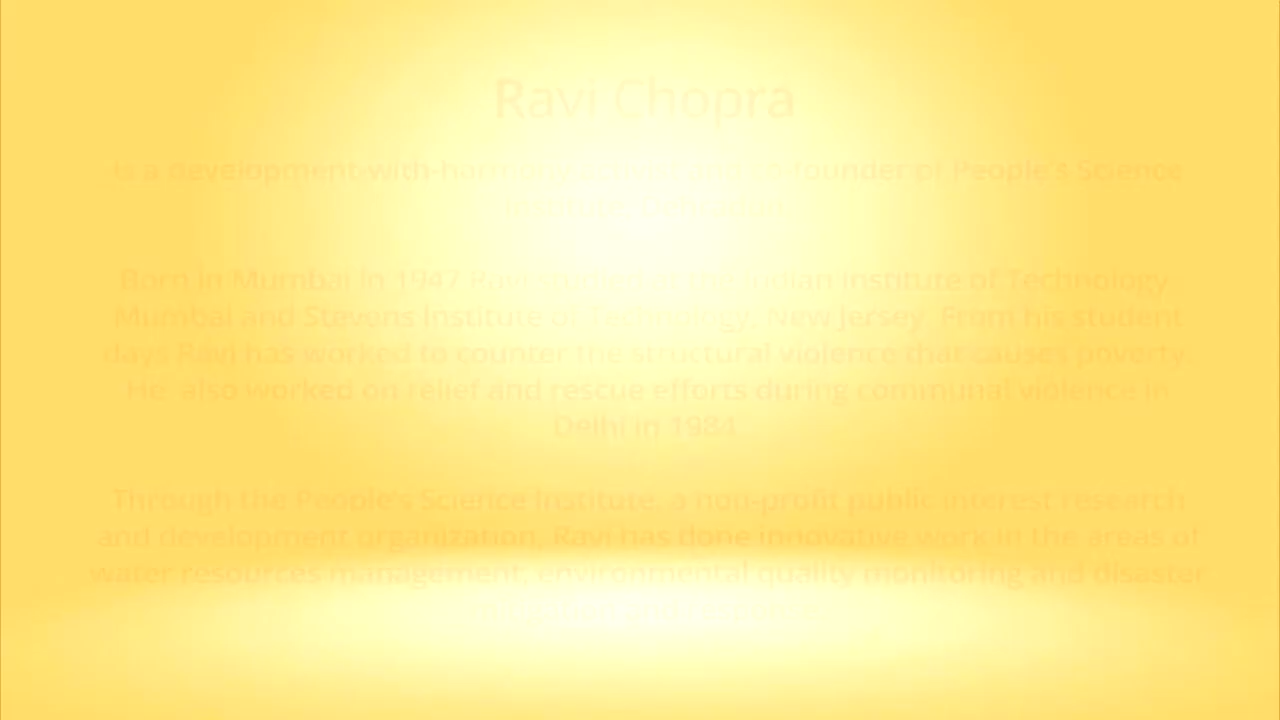 Ravi Chopra
Is a development-with-harmony and founder of People's Science
Born in Mumbai in 1947 Ravi studied at the Indian Institute of Technology
Mumbai and Stevens Institute of Technology, New Jersey. From his student
days Ravi has worked to counter the structural violence that causes poverty.
He also worked on relief and rescue efforts during communal violence in
Delhi in 1984
Through the People's Science Institute, a non-profit public interest research
and development organization, Ravi has done innovative work in the areas of
water resources management, environmental quality monitoring and disaster